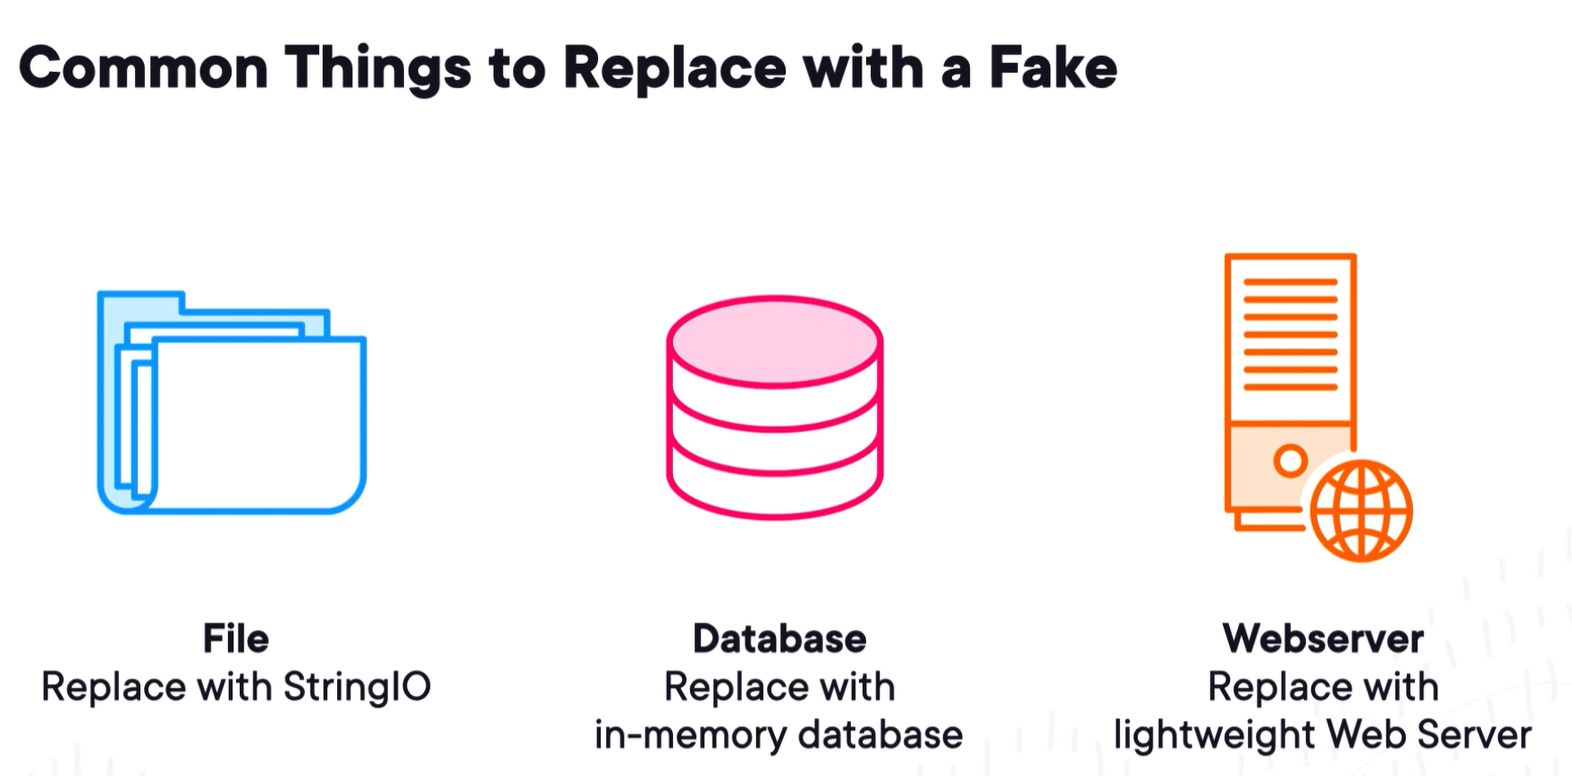 Common Things to Replace with a Fake
File
Replace with StringIO
Database
Replace with
in-memory database
Webserver
Replace with
lightweight Web Server